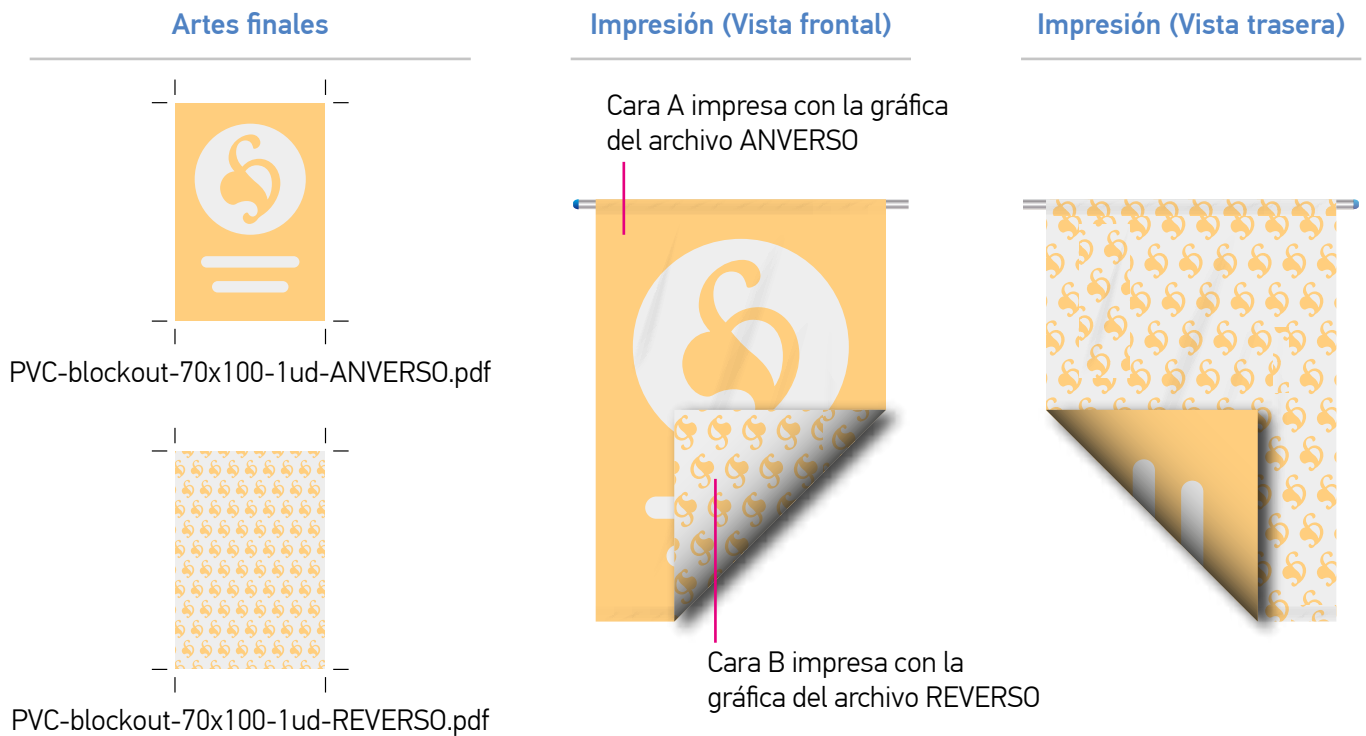 Artes finales
Impresión (Vista frontal)
Impresión (Vista trasera)
Cara A impresa con la gráfica
del archivo ANVERSO
PVC-blockout-70x100-1ud-ANVERSO.pdf
Cara B impresa con la
gráfica del archivo REVERSO
PVC-blockout-70x100-1ud-REVERSO.pdf